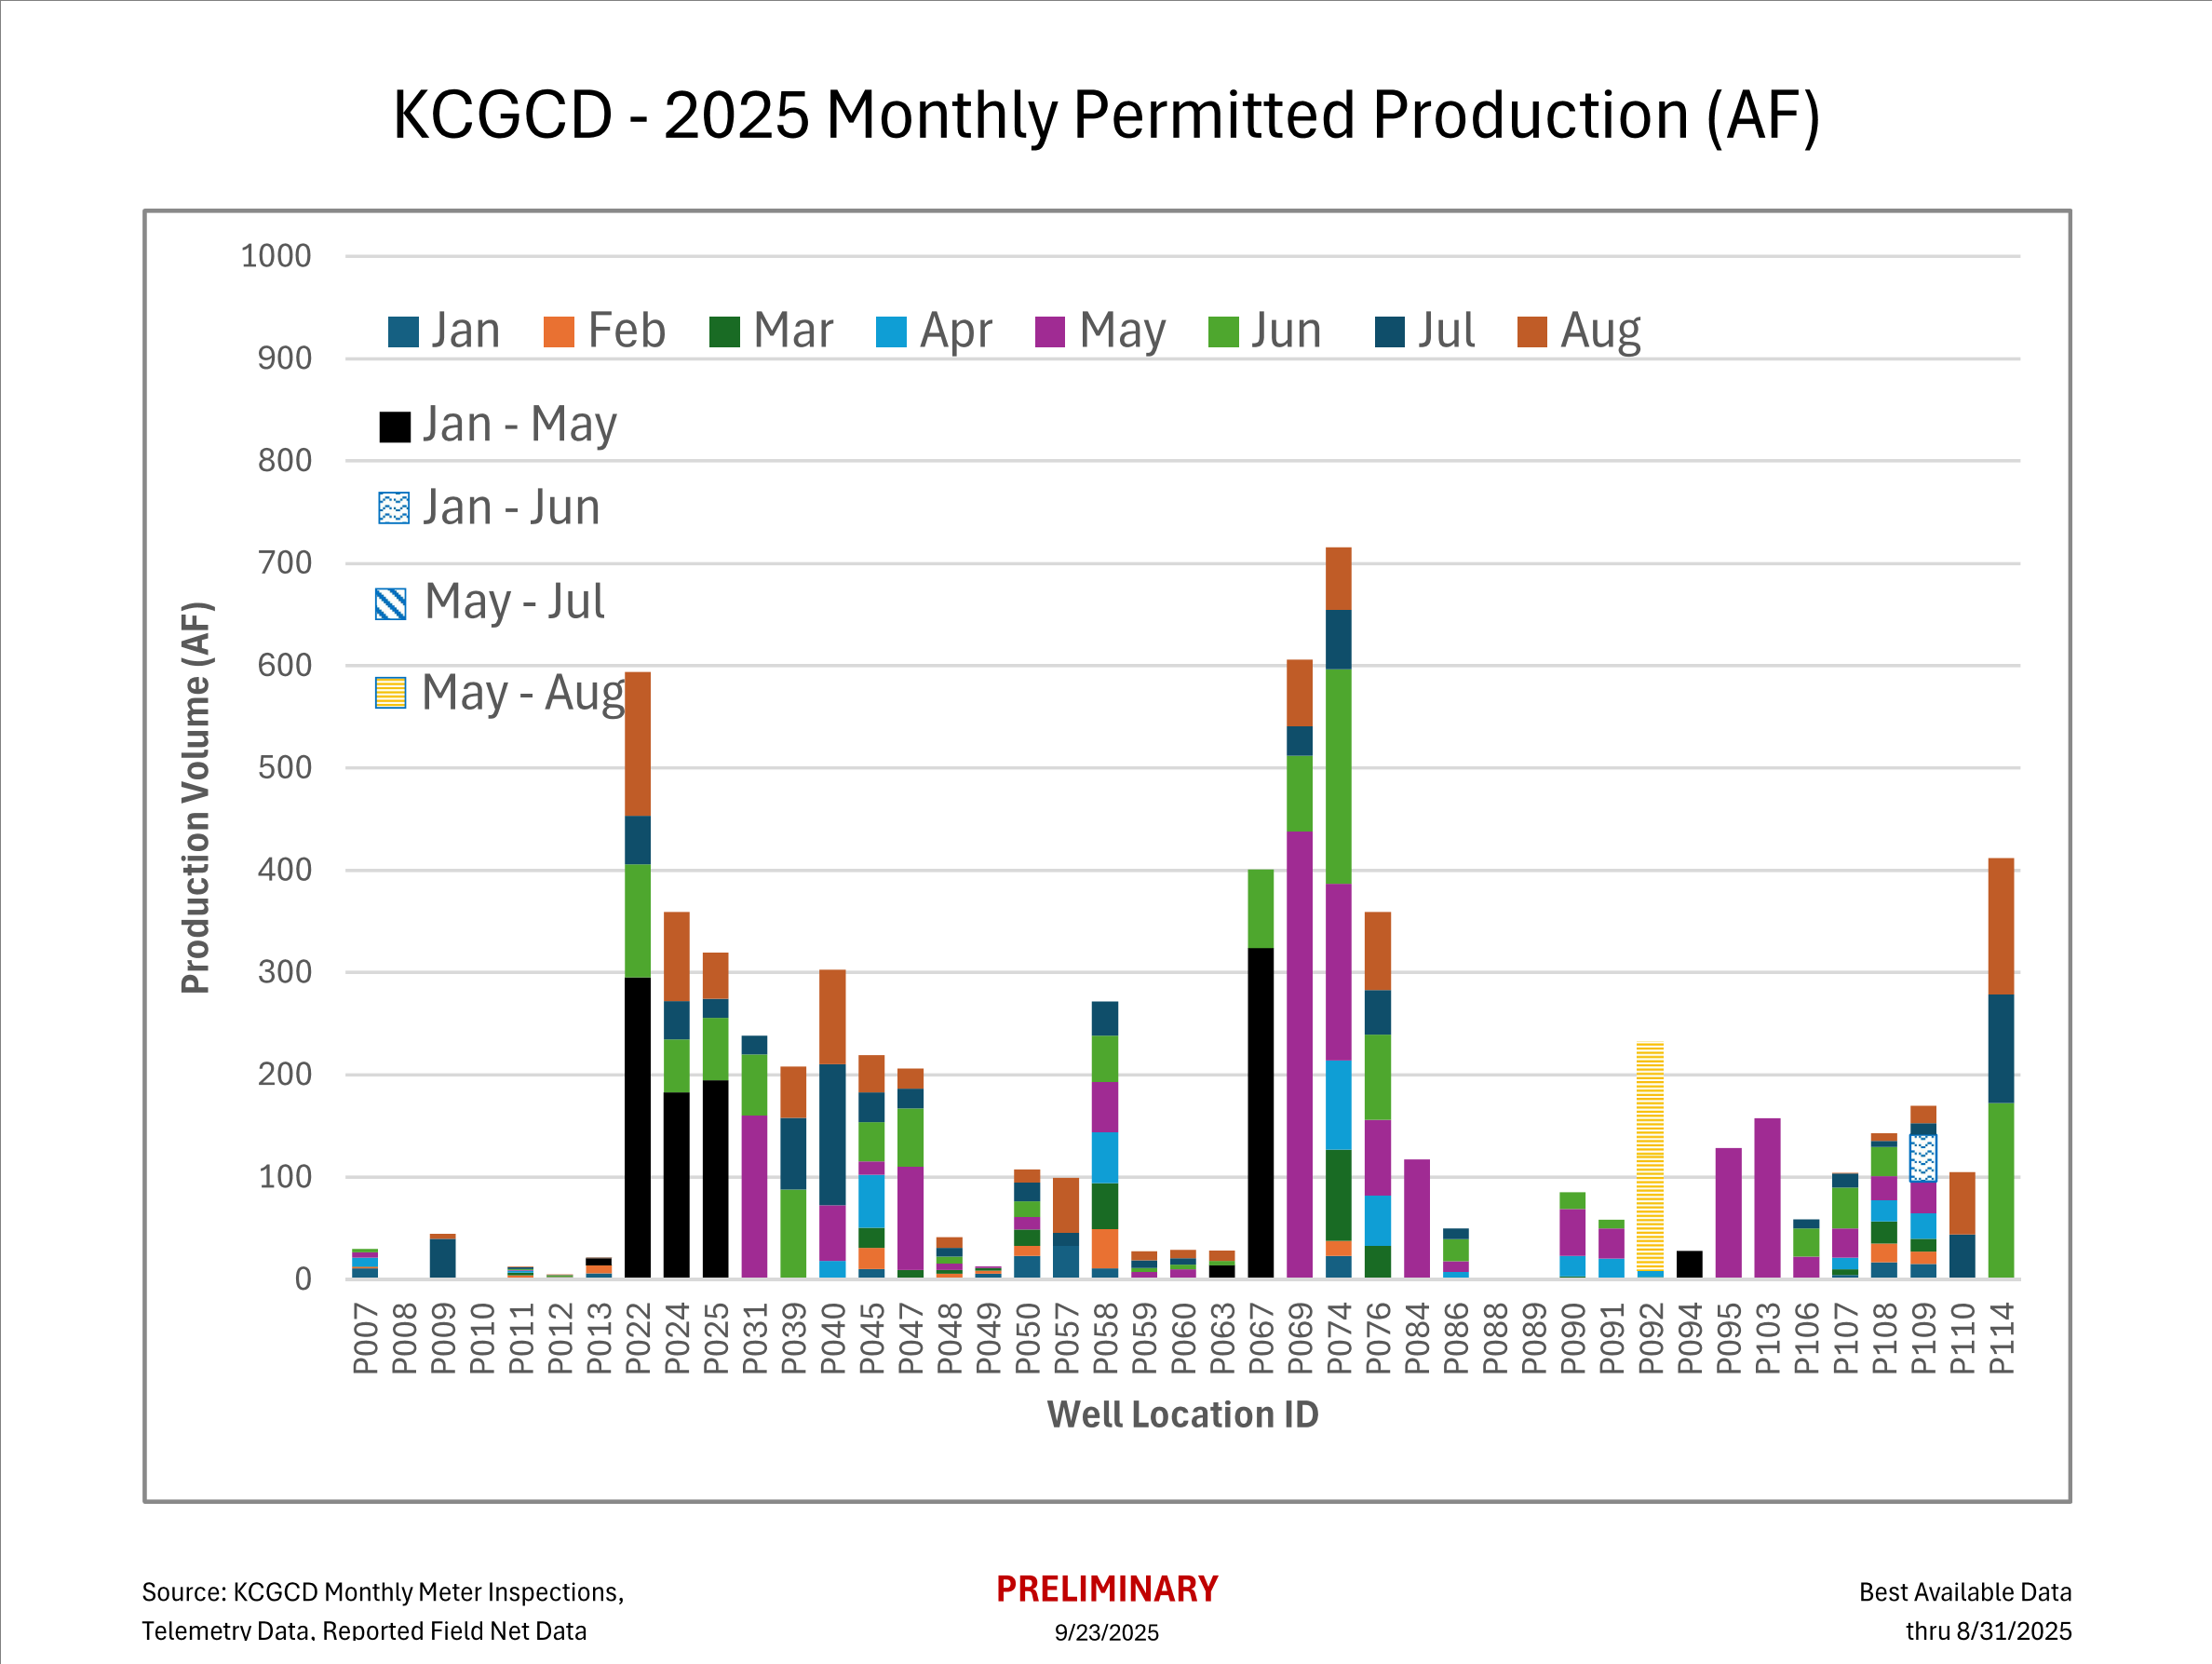 KCGCD - 2025 Monthly Permitted Production (AF)
1000
Jan Feb Mar Apr May Jun Jul Aug
900
Jan - May
800
Jan - Jun
700
May - Jul
600
May - Aug
500
400
300
200
100
0
Production Volume (AF)
P007 P008 P009 P010 P011 P012 P013 P022 P024 P025 P031 P039 P040 P045 P047 P048 P049 P050 P057 P058 P059 P060 P063 P067 P069 P074 P076 P084 P086 P088 P089 P090 P091 P092 P094 P095 P103 P106 P107 P108 P109 P110 P114
Well Location ID
Source: KCGCD Monthly Meter Inspections,
Telemetry Data, Reported Field Net Data
PRELIMINARY
9/23/2025
Best Available Data
thru 8/31/2025